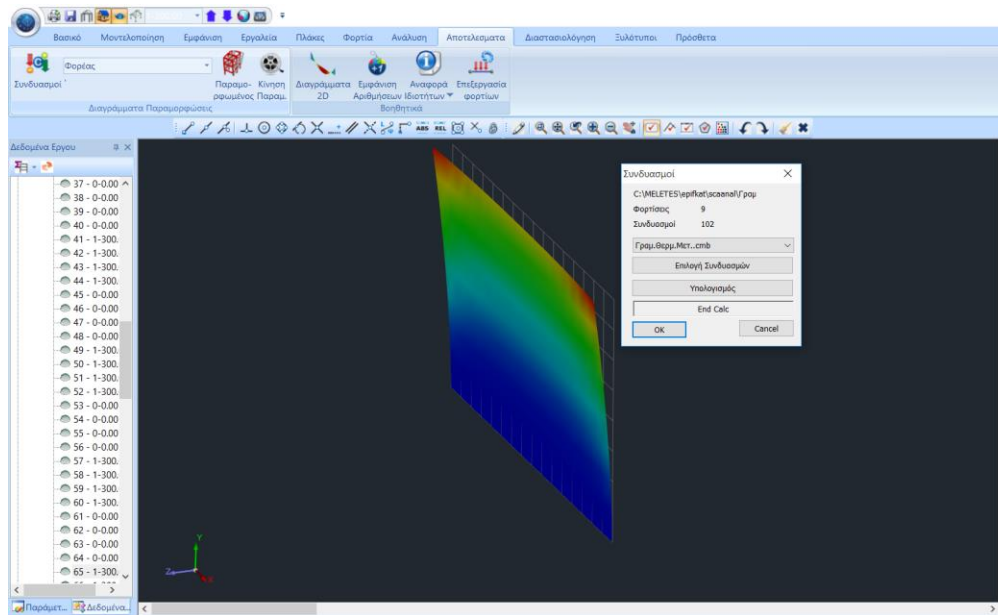 Βασικό Μοντελοποίηση Εμφάνιση Εργαλεία Πλάκες Φορτία Ανάλυση Αποτελεσματα Διαστασιολόγηση Ξυλότυποι Πρόσθετα
Φορέας
Συνδυασμοί
Παραμο-
ρφωμένος
Κίνηση
Παραμ.
Διαγράμματα
2D
Εμφάνιση
Αριθμήσεων
Αναφορά
Ιδιοτήτων
Επεξεργασία
φορτίων
Διαγράμματα Παραμορφώσεις
Βοηθητικά
ABS REL
Δεδομένα Εργου
37 - 0-0.00
38 - 0-0.00
39 - 0-0.00
40 - 0-0.00
41 - 1-300.
42 - 1-300.
43 - 1-300.
44 - 1-300.
45 - 0-0.00
46 - 0-0.00
47 - 0-0.00
48 - 0-0.00
49 - 1-300.
50 - 1-300.
51 - 1-300.
52 - 1-300.
53 - 0-0.00
54 - 0-0.00
55 - 0-0.00
56 - 0-0.00
57 - 1-300.
58 - 1-300.
59 - 1-300.
60 - 1-300.
61 - 0-0.00
62 - 0-0.00
63 - 0-0.00
64 - 0-0.00
65 - 1-300.
Παράμετ... Δεδομένα...
Συνδυασμοί
C:\MELETES\epifkat\scaanal\Γραμ
Φορτίσεις 9
Συνδυασμοί 102
Γραμ.Θερμ.Μετ..cmb
Επιλογή Συνδυασμών
Υπολογισμός
End Calc
OK Cancel
Y
Z
X